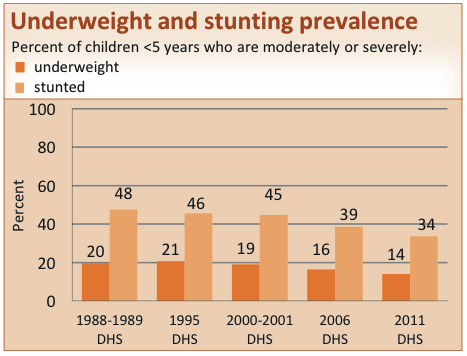 Underweight and stunting prevalence
Percent of children <5 years who are moderately or severely:
underweight
stunted
Percent
100
80
60
40
20
0
20
48
21
46
19
45
16
39
14
34
1988-1989
DHS
1995
DHS
2000-2001
DHS
2006
DHS
2011
DHS